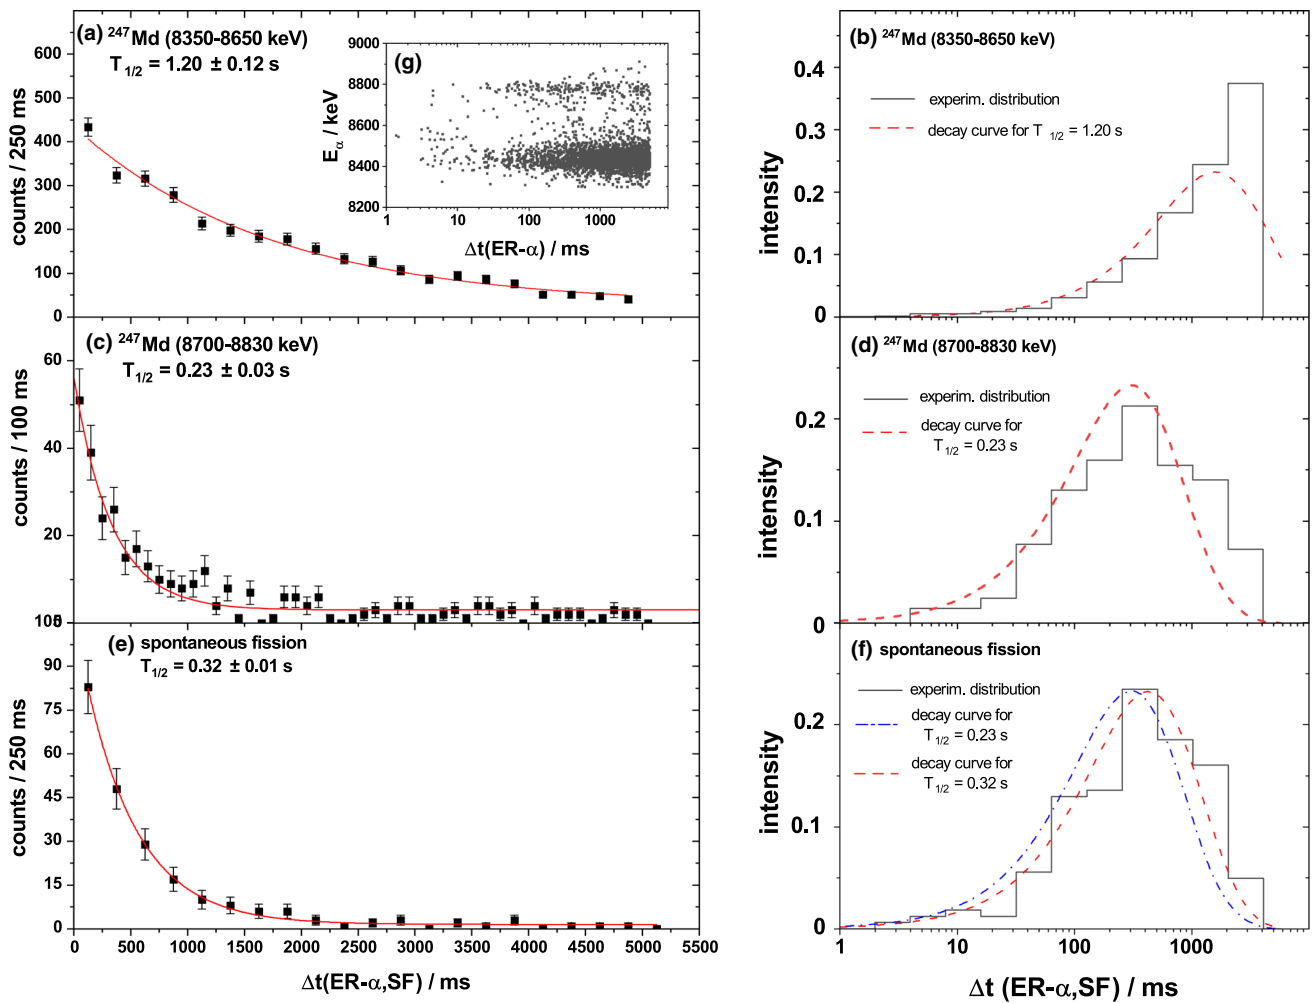 (a) ²⁴⁷Md (8350-8650 keV)
T₁/₂ = 1.20 ± 0.12 s
600
500
400
300
200
100
0
counts / 250 ms
(g)
9000
8800
8600
8400
8200
E_α / keV
1 10 100 1000
Δt(ER-α) / ms
(b) ²⁴⁷Md (8350-8650 keV)
experim. distribution
decay curve for T₁/₂ = 1.20 s
0.4
0.3
0.2
0.1
0
intensity
(c) ²⁴⁷Md (8700-8830 keV)
T₁/₂ = 0.23 ± 0.03 s
60
40
20
counts / 100 ms
(d) ²⁴⁷Md (8700-8830 keV)
experim. distribution
decay curve for
T₁/₂ = 0.23 s
0.2
0.1
0
intensity
(e) spontaneous fission
T₁/₂ = 0.32 ± 0.01 s
90
75
60
45
30
15
0
counts / 250 ms
0 500 1000 1500 2000 2500 3000 3500 4000 4500 5000 5500
Δt(ER-α,SF) / ms
(f) spontaneous fission
experim. distribution
decay curve for
T₁/₂ = 0.23 s
decay curve for
T₁/₂ = 0.32 s
0.2
0.1
0
intensity
1 10 100 1000
Δt (ER-α,SF) / ms